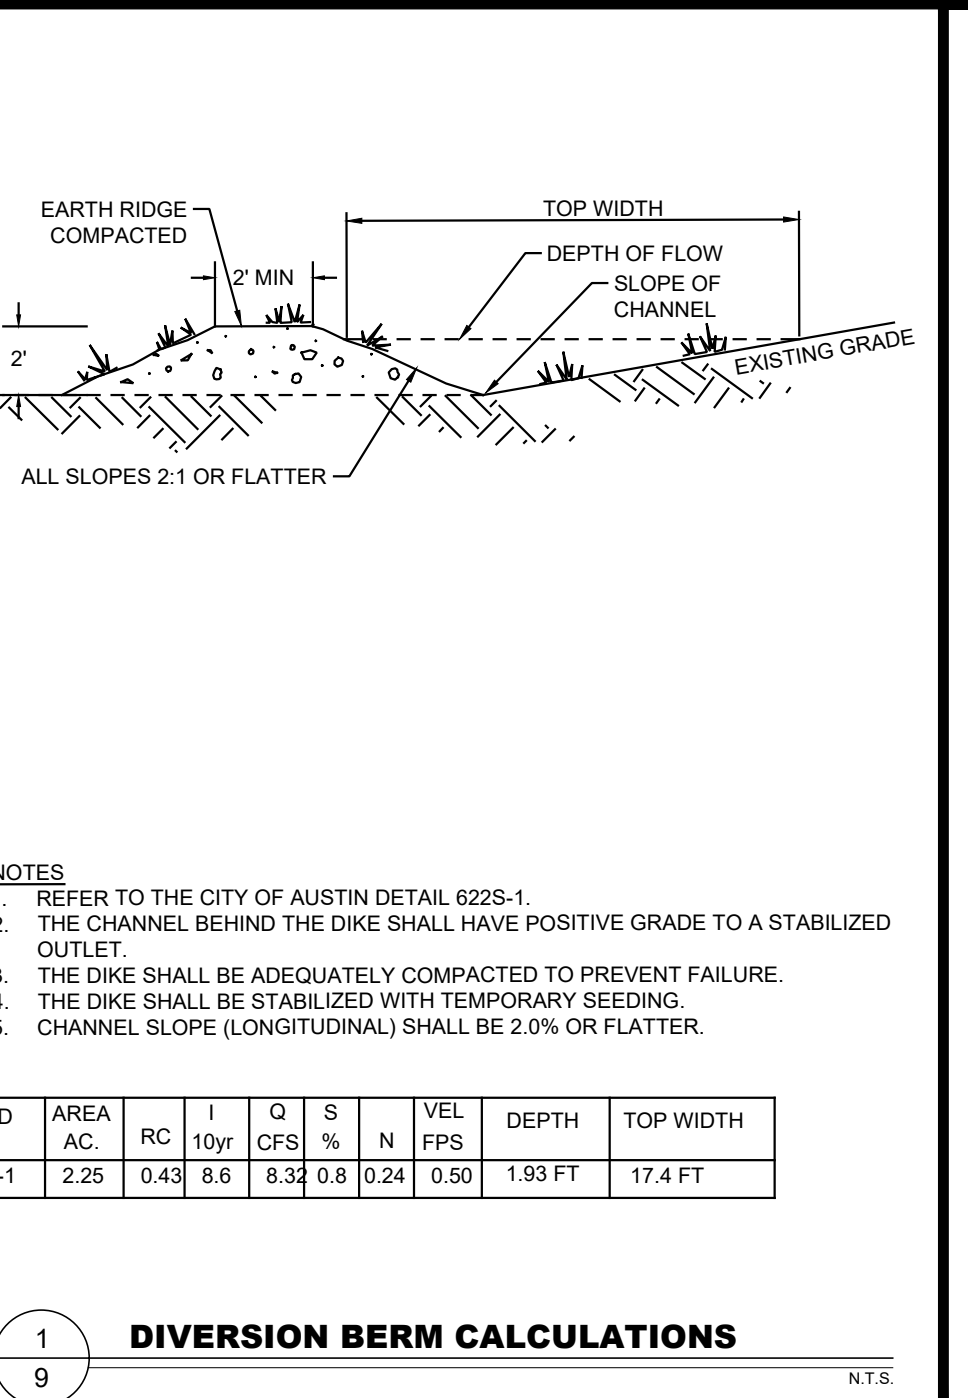 EARTH RIDGE
COMPACTED
TOP WIDTH
DEPTH OF FLOW
2' MIN
SLOPE OF
CHANNEL
2'
EXISTING GRADE
ALL SLOPES 2:1 OR FLATTER
NOTES
. REFER TO THE CITY OF AUSTIN DETAIL 622S-1.
2. THE CHANNEL BEHIND THE DIKE SHALL HAVE POSITIVE GRADE TO A STABILIZED
OUTLET.
3. THE DIKE SHALL BE ADEQUATELY COMPACTED TO PREVENT FAILURE.
4. THE DIKE SHALL BE STABILIZED WITH TEMPORARY SEEDING.
5. CHANNEL SLOPE (LONGITUDINAL) SHALL BE 2.0% OR FLATTER.
D AREA AC. RC I 10yr Q CFS S % N VEL FPS DEPTH TOP WIDTH
-1 2.25 0.43 8.6 8.32 0.8 0.24 0.50 1.93 FT 17.4 FT
1 DIVERSION BERM CALCULATIONS
9 N.T.S.